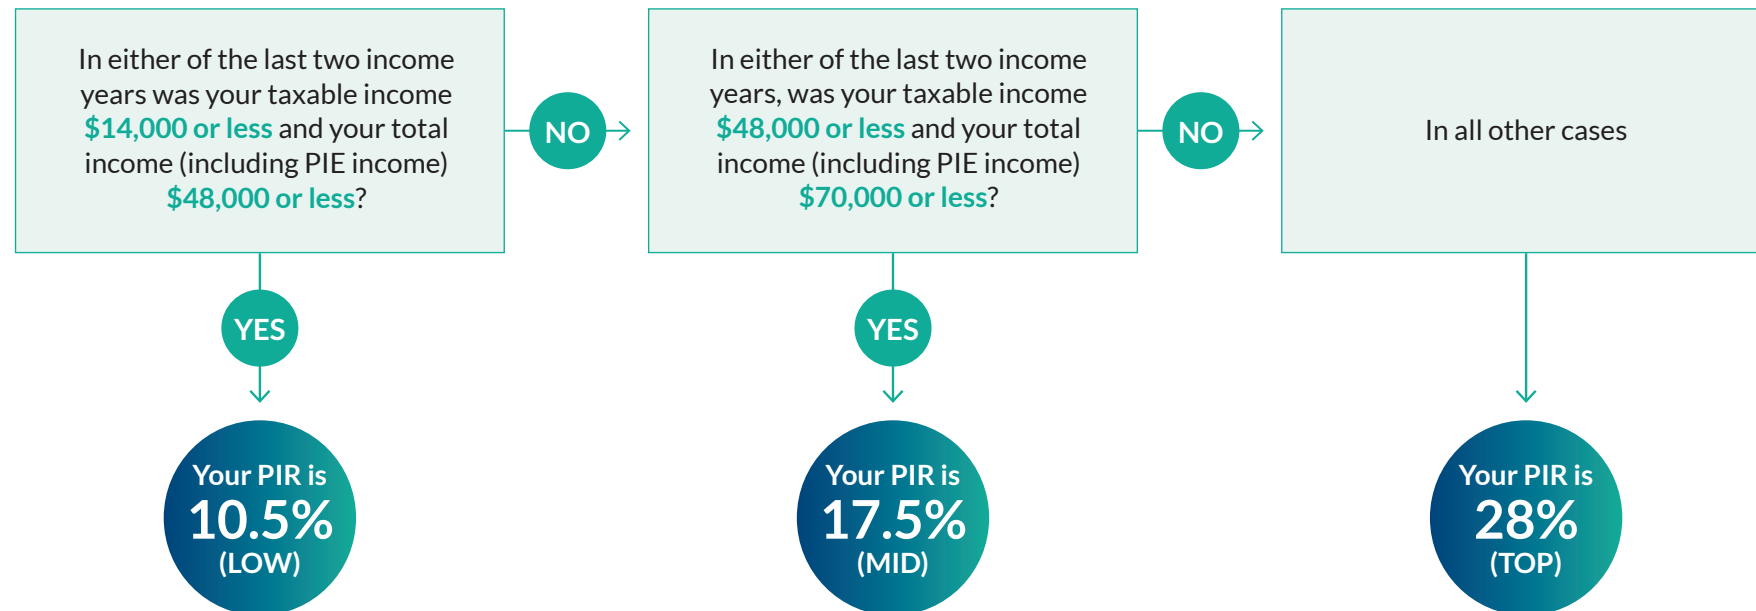 In either of the last two income
years was your taxable income
$14,000 or less and your total
income (including PIE income)
$48,000 or less?
NO
In either of the last two income
years, was your taxable income
$48,000 or less and your total
income (including PIE income)
$70,000 or less?
NO
In all other cases
YES
YES
Your PIR is
10.5%
(LOW)
Your PIR is
17.5%
(MID)
Your PIR is
28%
(TOP)